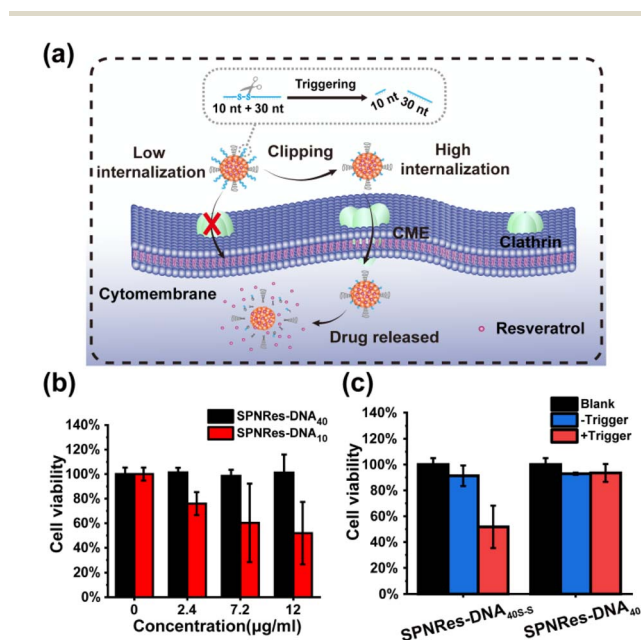 (a)
Triggering
-s-s-
10 nt + 30 nt
10 nt
30 nt
Low
internalization
Clipping
High
internalization
CME
Clathrin
Cytomembrane
Drug released
Resveratrol
(b)
SPNRes-DNA40
SPNRes-DNA10
Cell viability
140%
120%
100%
80%
60%
40%
20%
0%
0 2.4 7.2 12
Concentration(μg/ml)
(c)
Blank
-Trigger
+Trigger
Cell viability
140%
120%
100%
80%
60%
40%
20%
0%
SPNRes-DNA40S-S
SPNRes-DNA40